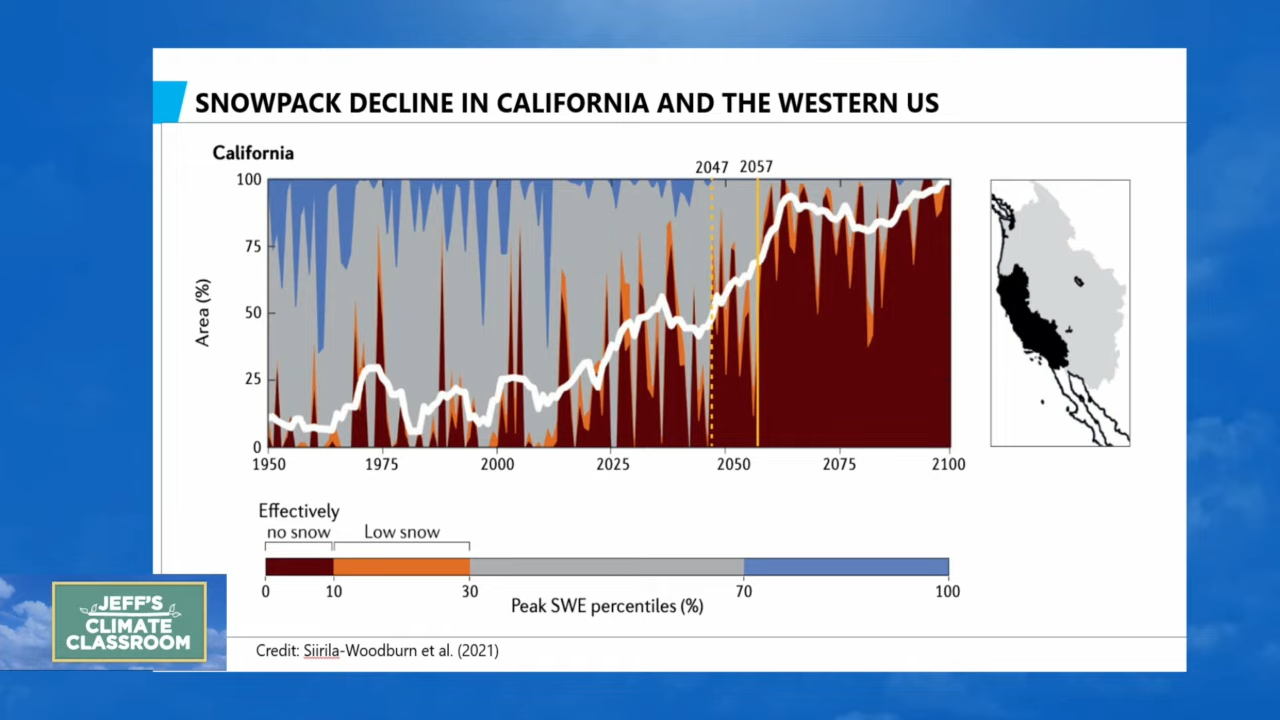 SNOWPACK DECLINE IN CALIFORNIA AND THE WESTERN US
California
2047 2057
100
75
50
25
0
Area (%)
1950 1975 2000 2025 2050 2075 2100
Effectively
no snow
Low snow
0 10 30 70 100
Peak SWE percentiles (%)
JEFF'S
CLIMATE
CLASSROOM
Credit: Siirila-Woodburn et al. (2021)